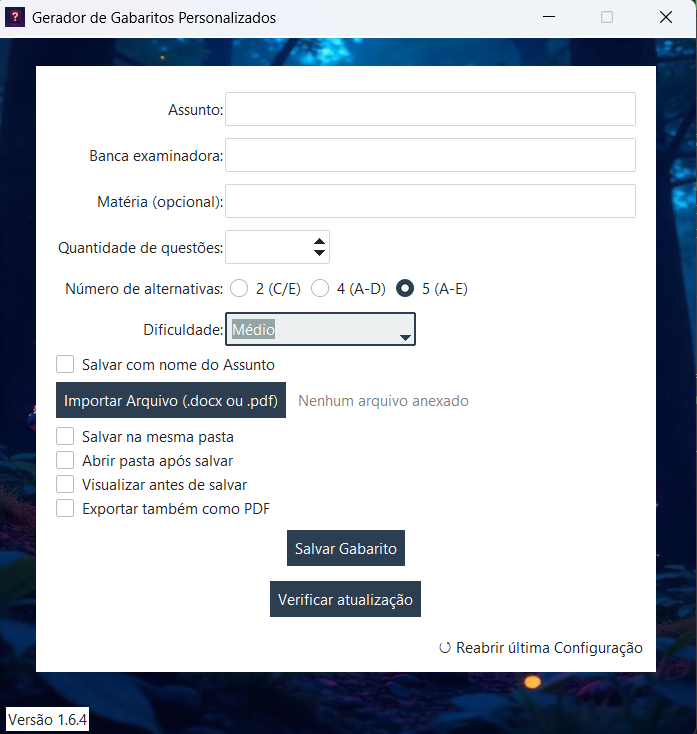 Gerador de Gabaritos Personalizados
Assunto:
Banca examinadora:
Matéria (opcional):
Quantidade de questões:
Número de alternativas: 2 (C/E) 4 (A-D) 5 (A-E)
Dificuldade: Médio
Salvar com nome do Assunto
Importar Arquivo (.docx ou .pdf) Nenhum arquivo anexado
Salvar na mesma pasta
Abrir pasta após salvar
Visualizar antes de salvar
Exportar também como PDF
Salvar Gabarito
Verificar atualização
Reabrir última Configuração
Versão 1.6.4